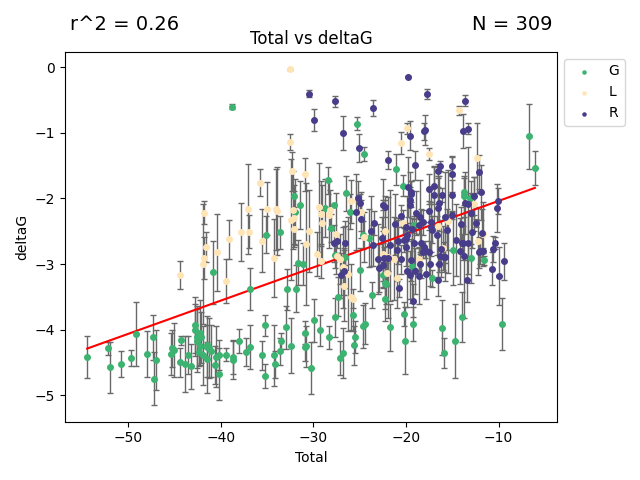 r^2 = 0.26 N = 309
Total vs deltaG
G
L
R
0
−1
−2
−3
−4
−5
deltaG
−50 −40 −30 −20 −10
Total